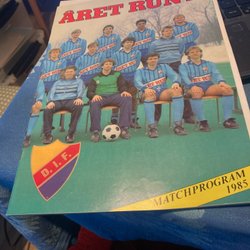 ÅRET RUNT
D. I. F.
MATCHPROGRAM
1985